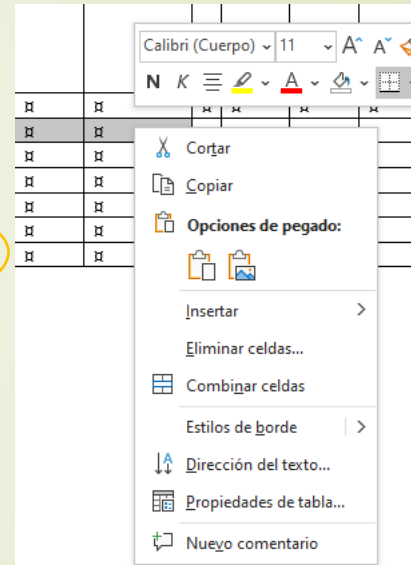 Calibri (Cuerpo) 11 A A
N K A
¤ ¤ ¤ ¤ ¤ ¤
¤ ¤
¤ ¤ Cortar
¤ ¤ Copiar
¤ ¤
¤ ¤ Opciones de pegado:
¤ ¤
Insertar
Eliminar celdas...
Combinar celdas
Estilos de borde
Dirección del texto...
Propiedades de tabla...
Nuevo comentario